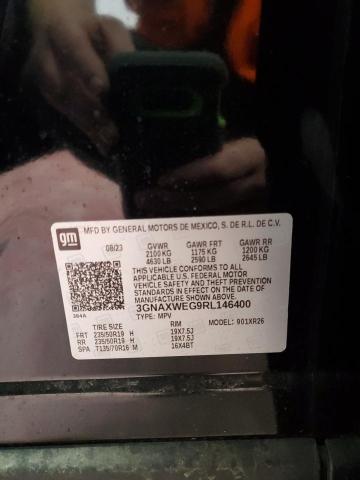 gm
MFD BY GENERAL MOTORS DE MEXICO, S. DE R.L. DE C.V.
08/23 GVWR GAWR FRT GAWR RR
2100 KG 1175 KG 1200 KG
4630 LB 2590 LB 2645 LB
THIS VEHICLE CONFORMS TO ALL
APPLICABLE U.S. FEDERAL MOTOR
VEHICLE SAFETY AND THEFT PREVENTION
STANDARDS IN EFFECT ON THE DATE
OF MANUFACTURE SHOWN ABOVE.
3GNAXWEG9RL146400
384A TYPE: MPV MODEL: 901XR26
TIRE SIZE RIM
FRT 235/50R19 H 19X7.5J
RR 235/50R19 H 19X7.5J
SPA T135/70R16 M 16X4BT